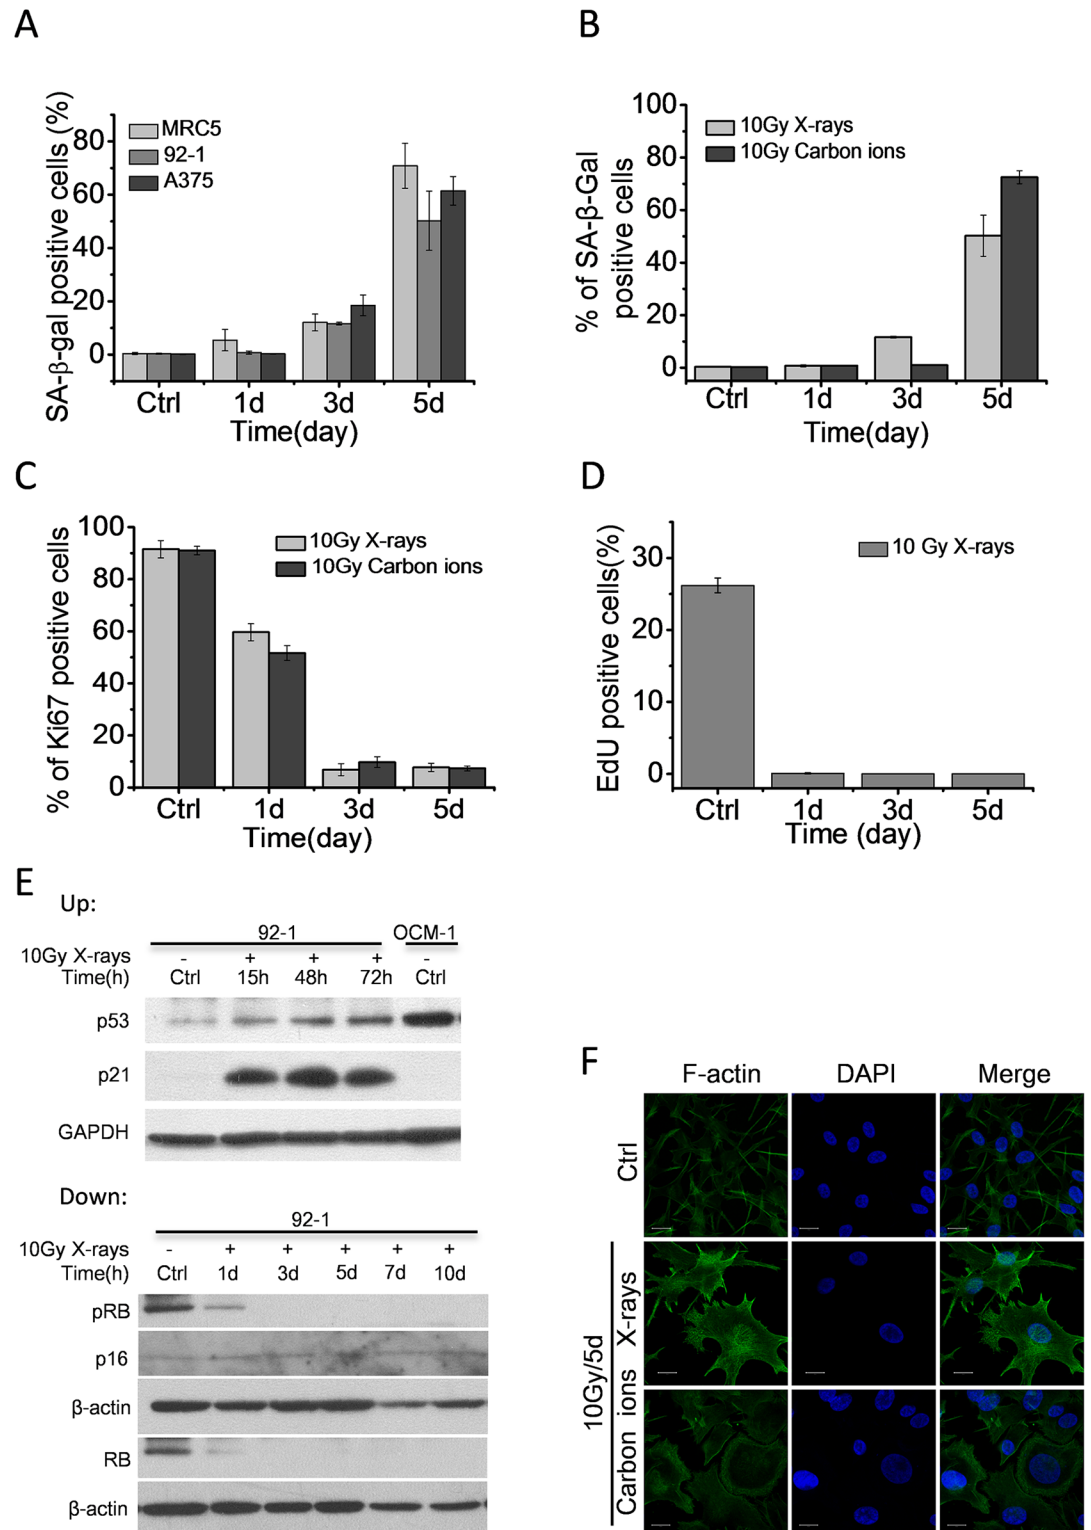 A
SA-β-gal positive cells (%)
80
60
40
20
0
MRC5
92-1
A375
Ctrl 1d 3d 5d
Time(day)
B
% of SA-β-Gal
positive cells
100
80
60
40
20
0
10Gy X-rays
10Gy Carbon ions
Ctrl 1d 3d 5d
Time(day)
C
% of Ki67 positive cells
100
80
60
40
20
0
10Gy X-rays
10Gy Carbon ions
Ctrl 1d 3d 5d
Time(day)
D
EdU positive cells(%)
30
20
10
0
10 Gy X-rays
Ctrl 1d 3d 5d
Time (day)
E
Up:
92-1 OCM-1
10Gy X-rays - + + + -
Time(h) Ctrl 15h 48h 72h Ctrl
p53
p21
GAPDH
Down:
92-1
10Gy X-rays - + + + + +
Time(h) Ctrl 1d 3d 5d 7d 10d
pRB
p16
β-actin
RB
β-actin
F
F-actin DAPI Merge
Ctrl
10Gy/5d
X-rays
Carbon ions